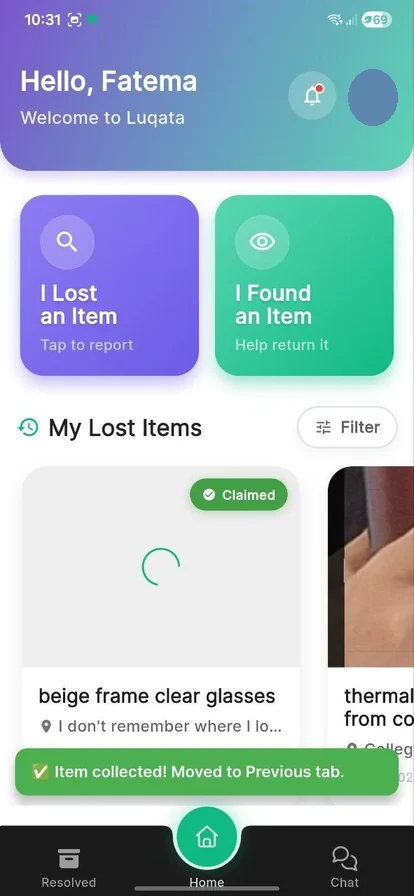 10:31
69
Hello, Fatema
Welcome to Luqata
I Lost
an Item
Tap to report
I Found
an Item
Help return it
My Lost Items
Filter
Claimed
beige frame clear glasses
I don't remember where I lo...
thermal
from co
✅ Item collected! Moved to Previous tab.
Resolved
Home
Chat